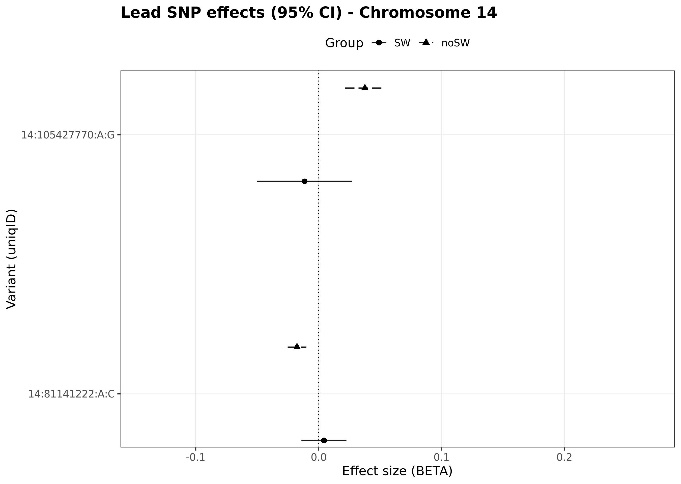 Lead SNP effects (95% CI) - Chromosome 14
Group SW noSW
14:105427770:A:G
14:81141222:A:C
Variant (uniqID)
-0.1 0.0 0.1 0.2
Effect size (BETA)